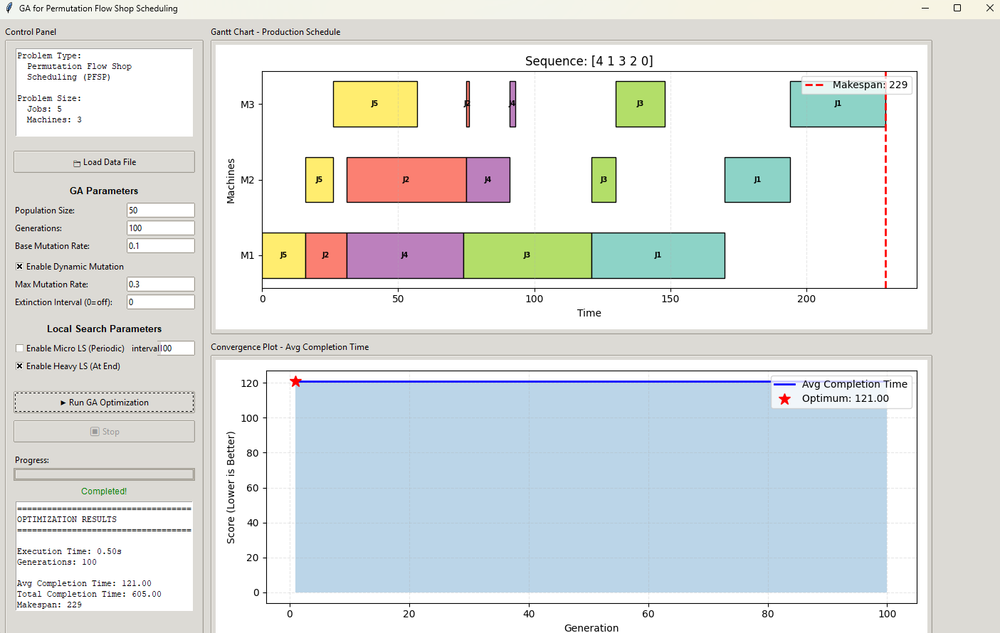 GA for Permutation Flow Shop Scheduling
Control Panel
Problem Type:
Permutation Flow Shop
Scheduling (PFSP)
Problem Size:
Jobs: 5
Machines: 3
Load Data File
GA Parameters
Population Size: 50
Generations: 100
Base Mutation Rate: 0.1
Enable Dynamic Mutation
Max Mutation Rate: 0.3
Extinction Interval (0=off): 0
Local Search Parameters
Enable Micro LS (Periodic) interval 100
Enable Heavy LS (At End)
► Run GA Optimization
Stop
Progress:
Completed!
==================================
OPTIMIZATION RESULTS
==================================
Execution Time: 0.50s
Generations: 100
Avg Completion Time: 121.00
Total Completion Time: 605.00
Makespan: 229
Gantt Chart - Production Schedule
Sequence: [4 1 3 2 0]
Makespan: 229
M3
J5
J2
J4
J3
J1
Machines
M2
J5
J2
J4
J3
J1
M1
J5
J2
J4
J3
J1
0 50 100 150 200
Time
Convergence Plot - Avg Completion Time
Avg Completion Time
Optimum: 121.00
Score (Lower is Better)
120
100
80
60
40
20
0
0 20 40 60 80 100
Generation